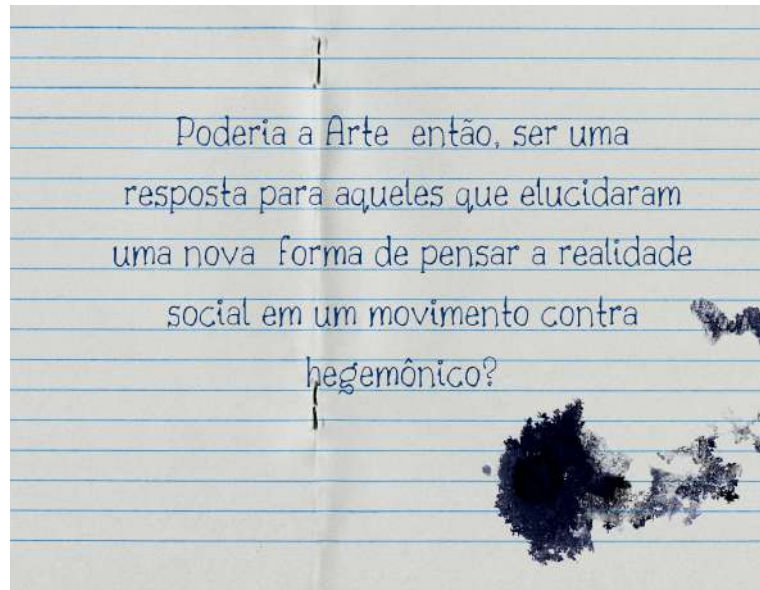 Poderia a Arte então, ser uma
resposta para aqueles que elucidaram
uma nova forma de pensar a realidade
social em um movimento contra
hegemônico?